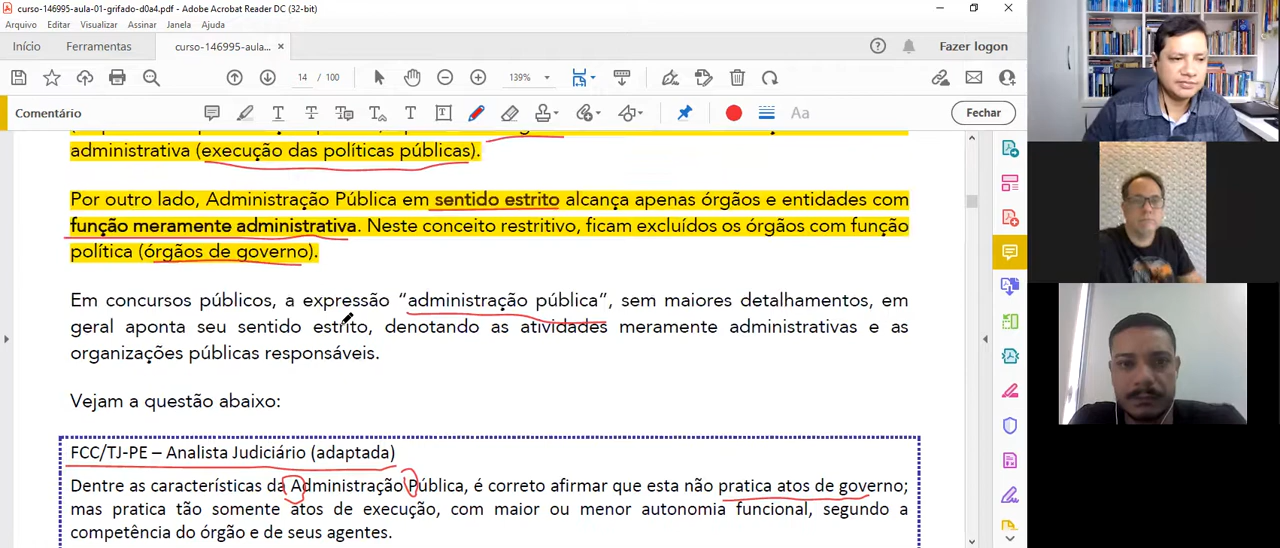 curso-146995-aula-01-grifado-d0a4.pdf - Adobe Acrobat Reader DC (32-bit)
Arquivo Editar Visualizar Assinar Janela Ajuda
Início Ferramentas curso-146995-aula... × Fazer logon
14 / 100 139%
Comentário Aa Fechar
administrativa (execução das políticas públicas).
Por outro lado, Administração Pública em sentido estrito alcança apenas órgãos e entidades com
função meramente administrativa. Neste conceito restritivo, ficam excluídos os órgãos com função
política (órgãos de governo).
Em concursos públicos, a expressão “administração pública”, sem maiores detalhamentos, em
geral aponta seu sentido estrito, denotando as atividades meramente administrativas e as
organizações públicas responsáveis.
Vejam a questão abaixo:
FCC/TJ-PE – Analista Judiciário (adaptada)
Dentre as características da Administração Pública, é correto afirmar que esta não pratica atos de governo;
mas pratica tão somente atos de execução, com maior ou menor autonomia funcional, segundo a
competência do órgão e de seus agentes.